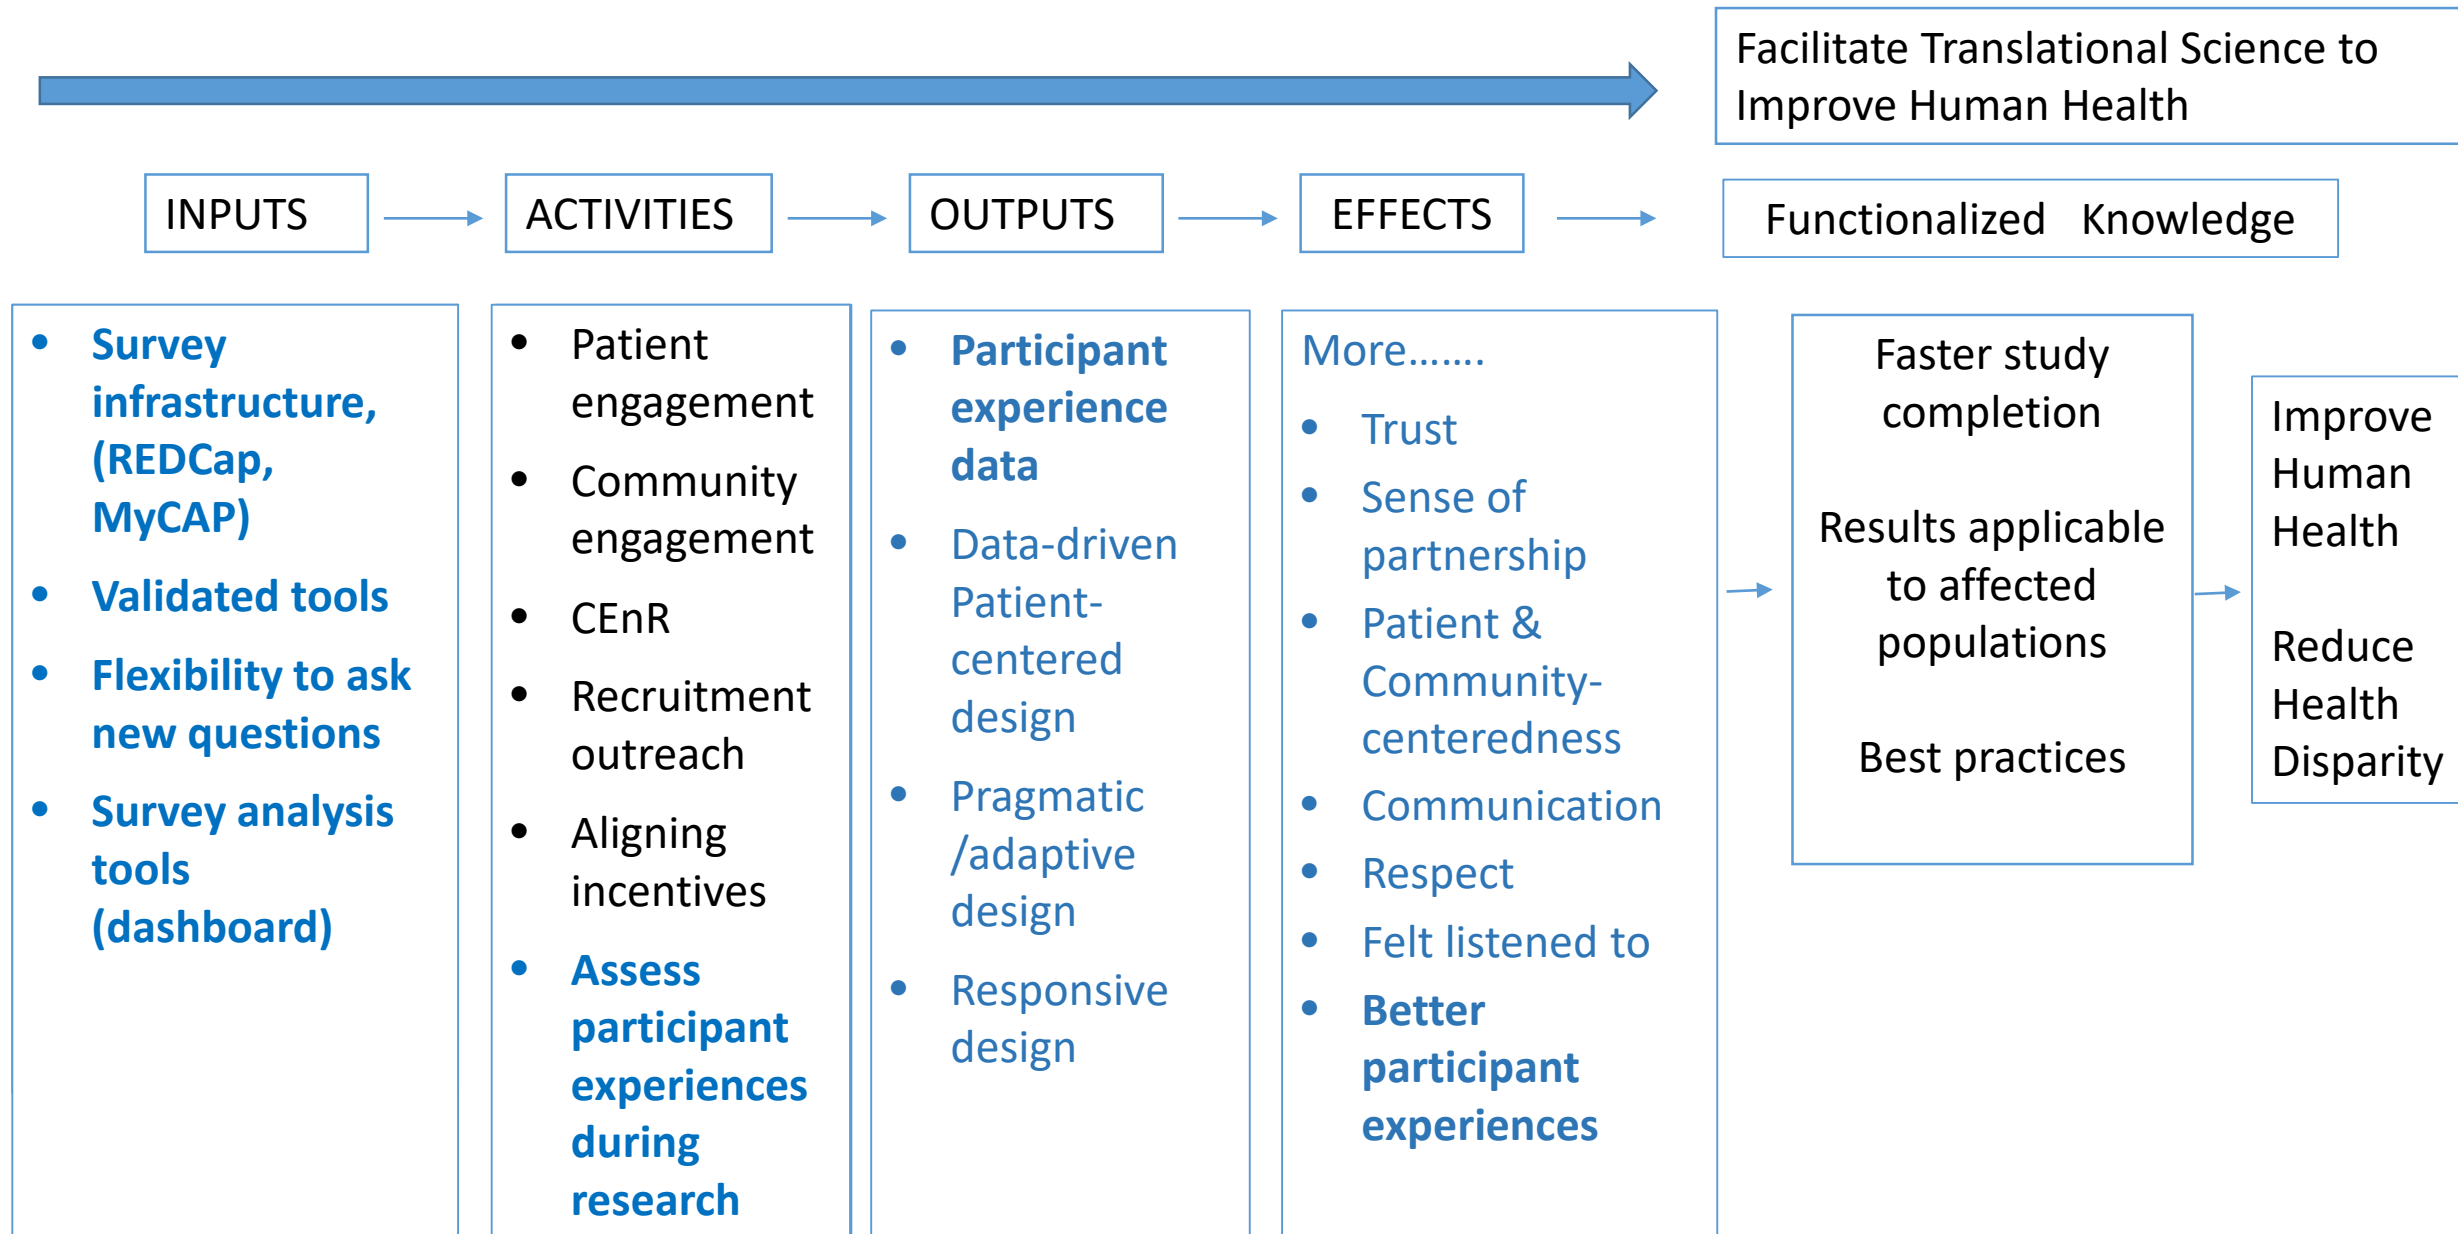 Facilitate Translational Science to
Improve Human Health
INPUTS
ACTIVITIES
OUTPUTS
EFFECTS
Functionalized Knowledge
• Survey
infrastructure,
(REDCap,
MyCAP)
• Validated tools
• Flexibility to ask
new questions
• Survey analysis
tools
(dashboard)
• Patient
engagement
• Community
engagement
• CEnR
• Recruitment
outreach
• Aligning
incentives
• Assess
participant
experiences
during
research
• Participant
experience
data
• Data-driven
Patient-
centered
design
• Pragmatic
/adaptive
design
• Responsive
design
More.......
• Trust
• Sense of
partnership
• Patient &
Community-
centeredness
• Communication
• Respect
• Felt listened to
• Better
participant
experiences
Faster study
completion
Results applicable
to affected
populations
Best practices
Improve
Human
Health
Reduce
Health
Disparity